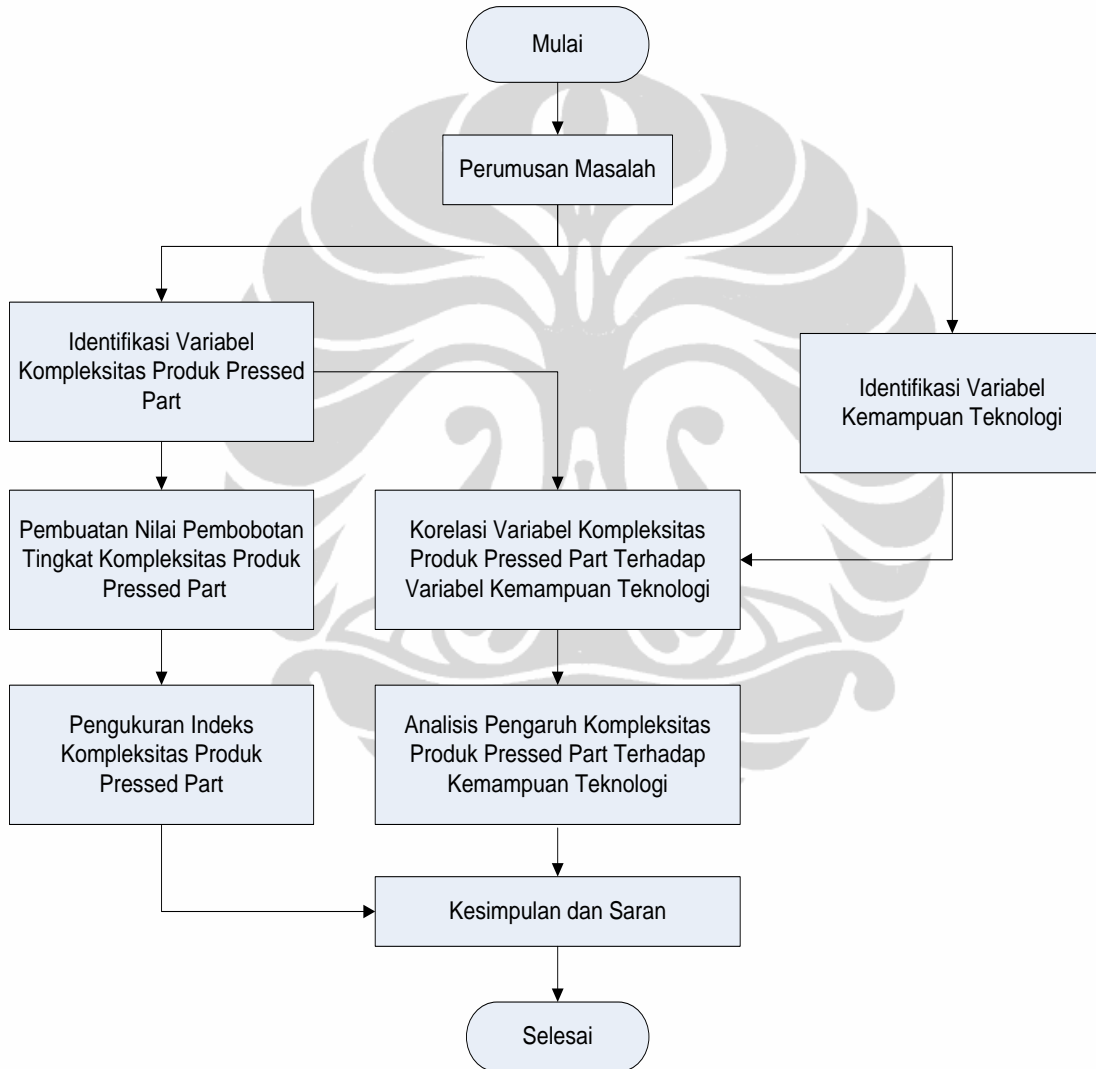 Mulai
Perumusan Masalah
Identifikasi Variabel
Kompleksitas Produk Pressed
Part
Identifikasi Variabel
Kemampuan Teknologi
Pembuatan Nilai Pembobotan
Tingkat Kompleksitas Produk
Pressed Part
Korelasi Variabel Kompleksitas
Produk Pressed Part Terhadap
Variabel Kemampuan Teknologi
Pengukuran Indeks
Kompleksitas Produk
Pressed Part
Analisis Pengaruh Kompleksitas
Produk Pressed Part Terhadap
Kemampuan Teknologi
Kesimpulan dan Saran
Selesai